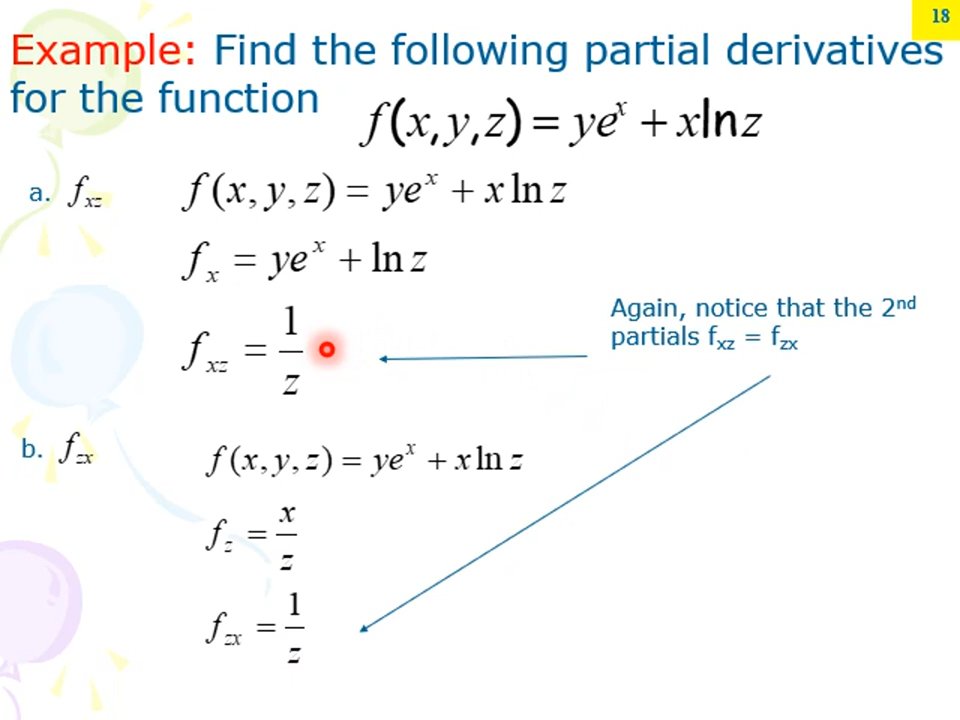 18
Example: Find the following partial derivatives
for the function f(x,y,z)=ye^x+xlnz
a. f_xz f(x,y,z)=ye^x+x ln z
f_x=ye^x+ln z
f_xz=1/z
Again, notice that the 2nd
partials f_xz = f_zx
b. f_zx f(x,y,z)=ye^x+x ln z
f_z=x/z
f_zx=1/z